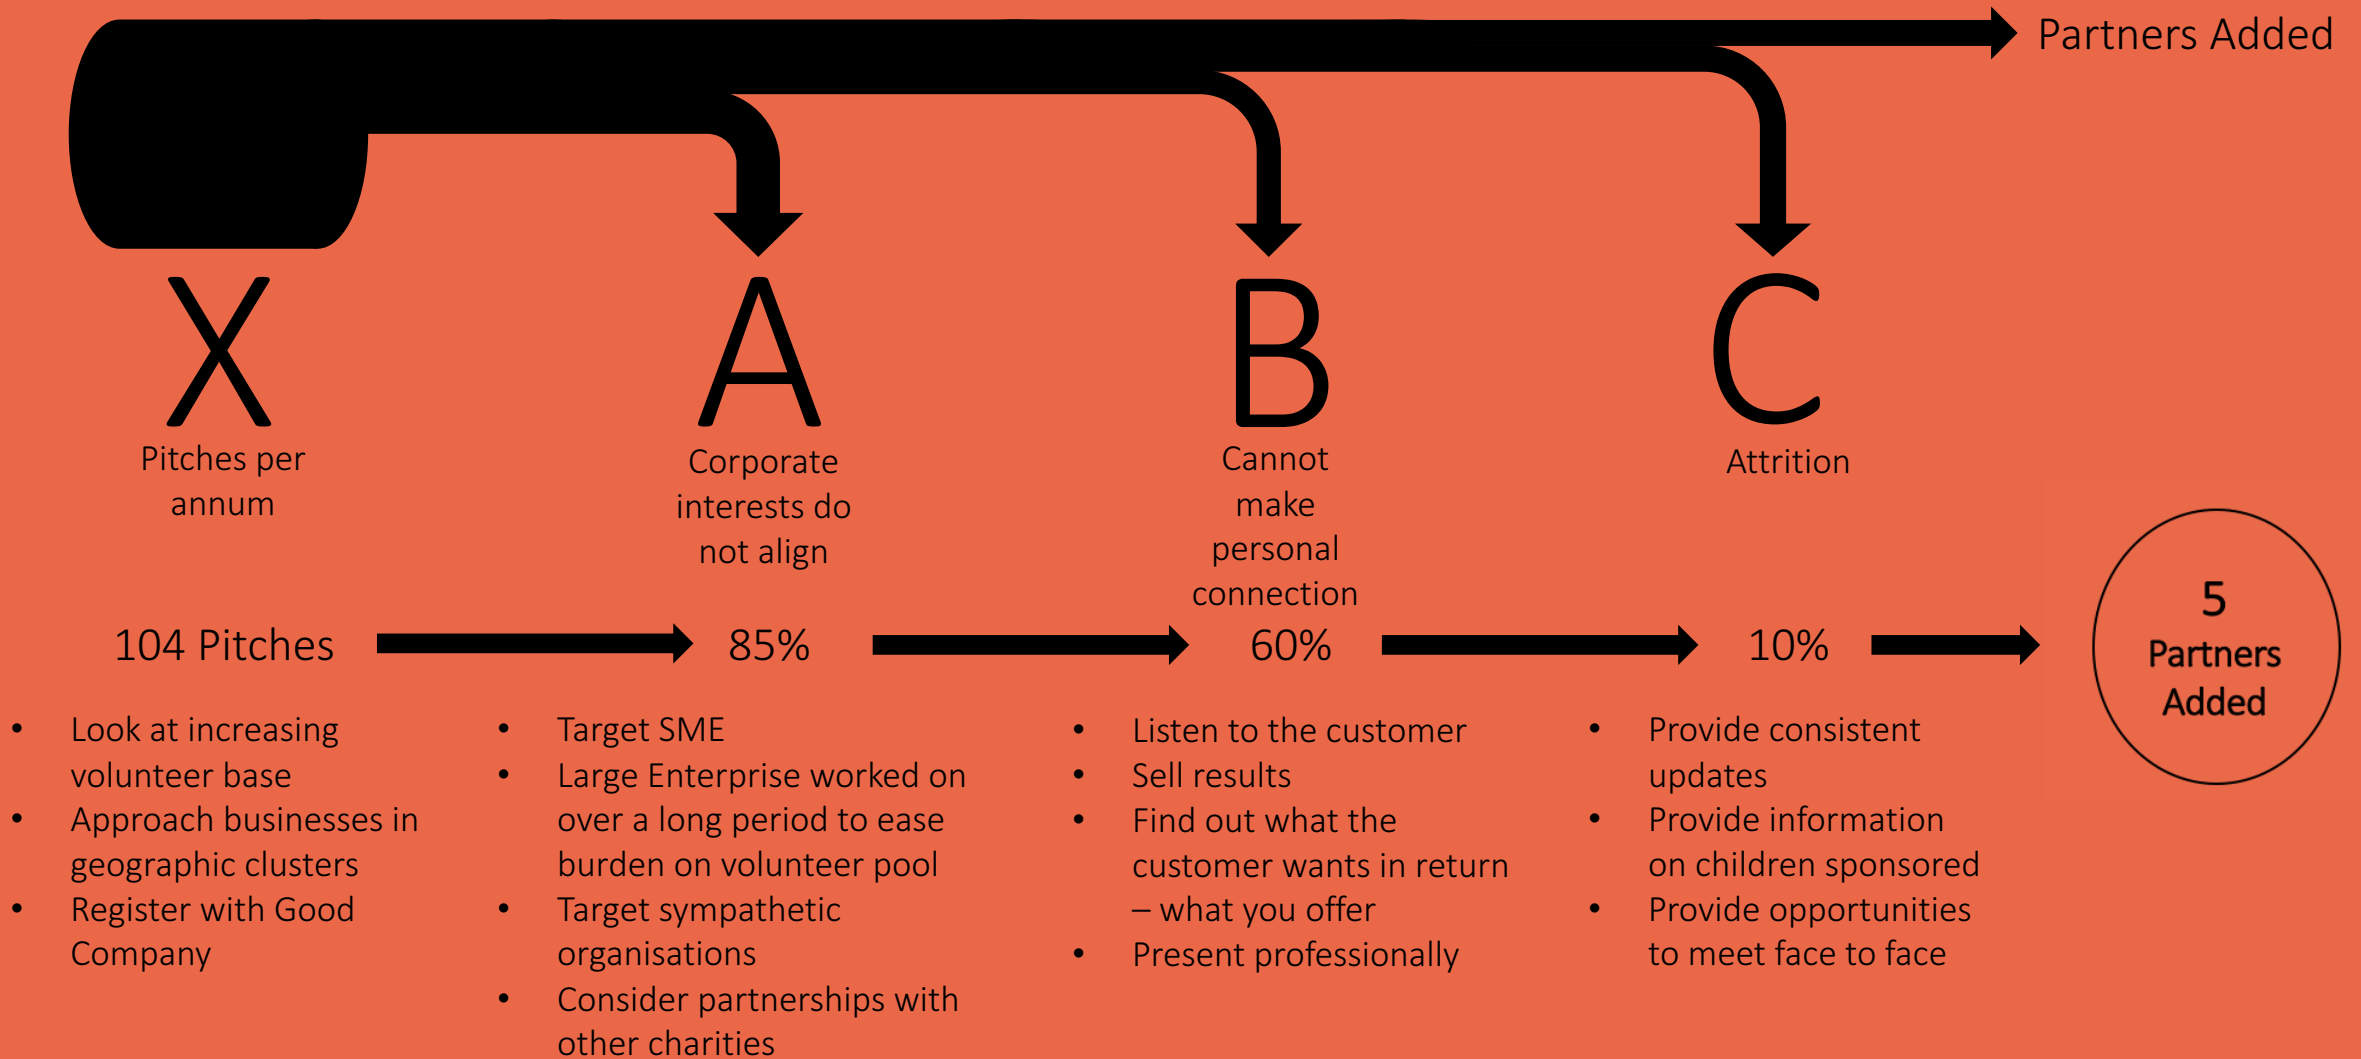 Partners Added
X
Pitches per
annum
A
Corporate
interests do
not align
B
Cannot
make
personal
connection
C
Attrition
104 Pitches
85%
60%
10%
5
Partners
Added
• Look at increasing
volunteer base
• Approach businesses in
geographic clusters
• Register with Good
Company
• Target SME
• Large Enterprise worked on
over a long period to ease
burden on volunteer pool
• Target sympathetic
organisations
• Consider partnerships with
other charities
• Listen to the customer
• Sell results
• Find out what the
customer wants in return
– what you offer
• Present professionally
• Provide consistent
updates
• Provide information
on children sponsored
• Provide opportunities
to meet face to face